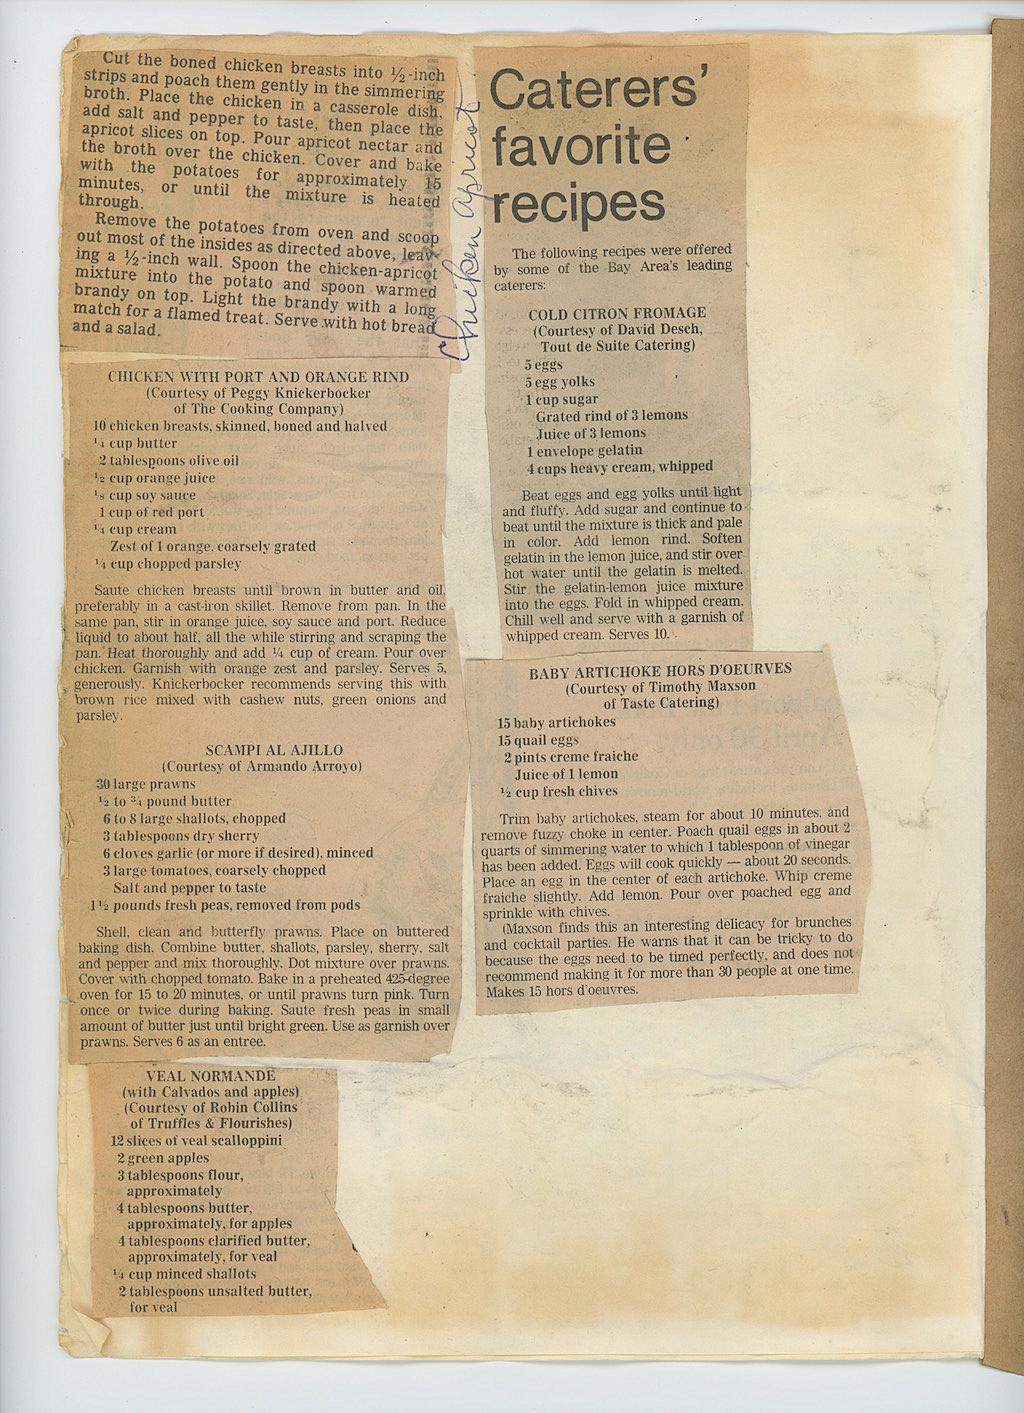 Cut the boned chicken breasts into ½-inch
strips and poach them gently in the simmering
broth. Place the chicken in a casserole dish,
add salt and pepper to taste, then place the
apricot slices on top. Pour apricot nectar and
the broth over the chicken. Cover and bake
with the potatoes for approximately 15
minutes, or until the mixture is heated
through.
Remove the potatoes from oven and scoop
out most of the insides as directed above, leav-
ing a ½-inch wall. Spoon the chicken-apricot
mixture into the potato and spoon warmed
brandy on top. Light the brandy with a long
match for a flamed treat. Serve with hot bread
and a salad.
Chicken apricot
CHICKEN WITH PORT AND ORANGE RIND
(Courtesy of Peggy Knickerbocker
of The Cooking Company)
10 chicken breasts, skinned, boned and halved
¼ cup butter
2 tablespoons olive oil
½ cup orange juice
⅛ cup soy sauce
1 cup of red port
¼ cup cream
Zest of 1 orange, coarsely grated
¼ cup chopped parsley
Saute chicken breasts until brown in butter and oil,
preferably in a cast-iron skillet. Remove from pan. In the
same pan, stir in orange juice, soy sauce and port. Reduce
liquid to about half, all the while stirring and scraping the
pan. Heat thoroughly and add ¼ cup of cream. Pour over
chicken. Garnish with orange zest and parsley. Serves 5,
generously. Knickerbocker recommends serving this with
brown rice mixed with cashew nuts, green onions and
parsley.
SCAMPI AL AJILLO
(Courtesy of Armando Arroyo)
30 large prawns
½ to ¾ pound butter
6 to 8 large shallots, chopped
3 tablespoons dry sherry
6 cloves garlic (or more if desired), minced
3 large tomatoes, coarsely chopped
Salt and pepper to taste
1½ pounds fresh peas, removed from pods
Shell, clean and butterfly prawns. Place on buttered
baking dish. Combine butter, shallots, parsley, sherry, salt
and pepper and mix thoroughly. Dot mixture over prawns.
Cover with chopped tomato. Bake in a preheated 425-degree
oven for 15 to 20 minutes, or until prawns turn pink. Turn
once or twice during baking. Saute fresh peas in small
amount of butter just until bright green. Use as garnish over
prawns. Serves 6 as an entree.
VEAL NORMANDE
(with Calvados and apples)
(Courtesy of Robin Collins
of Truffles & Flourishes)
12 slices of veal scalloppini
2 green apples
3 tablespoons flour,
approximately
4 tablespoons butter,
approximately, for apples
4 tablespoons clarified butter,
approximately, for veal
¼ cup minced shallots
2 tablespoons unsalted butter,
for veal
Caterers'
favorite
recipes
The following recipes were offered
by some of the Bay Area's leading
caterers:
COLD CITRON FROMAGE
(Courtesy of David Desch,
Tout de Suite Catering)
5 eggs
5 egg yolks
1 cup sugar
Grated rind of 3 lemons
Juice of 3 lemons
1 envelope gelatin
4 cups heavy cream, whipped
Beat eggs and egg yolks until light
and fluffy. Add sugar and continue to
beat until the mixture is thick and pale
in color. Add lemon rind. Soften
gelatin in the lemon juice, and stir over
hot water until the gelatin is melted.
Stir the gelatin-lemon juice mixture
into the eggs. Fold in whipped cream.
Chill well and serve with a garnish of
whipped cream. Serves 10.
BABY ARTICHOKE HORS D'OEURVES
(Courtesy of Timothy Maxson
of Taste Catering)
15 baby artichokes
15 quail eggs
2 pints creme fraiche
Juice of 1 lemon
½ cup fresh chives
Trim baby artichokes, steam for about 10 minutes, and
remove fuzzy choke in center. Poach quail eggs in about 2
quarts of simmering water to which 1 tablespoon of vinegar
has been added. Eggs will cook quickly — about 20 seconds.
Place an egg in the center of each artichoke. Whip creme
fraiche slightly. Add lemon. Pour over poached egg and
sprinkle with chives.
(Maxson finds this an interesting delicacy for brunches
and cocktail parties. He warns that it can be tricky to do
because the eggs need to be timed perfectly, and does not
recommend making it for more than 30 people at one time.
Makes 15 hors d'oeuvres.